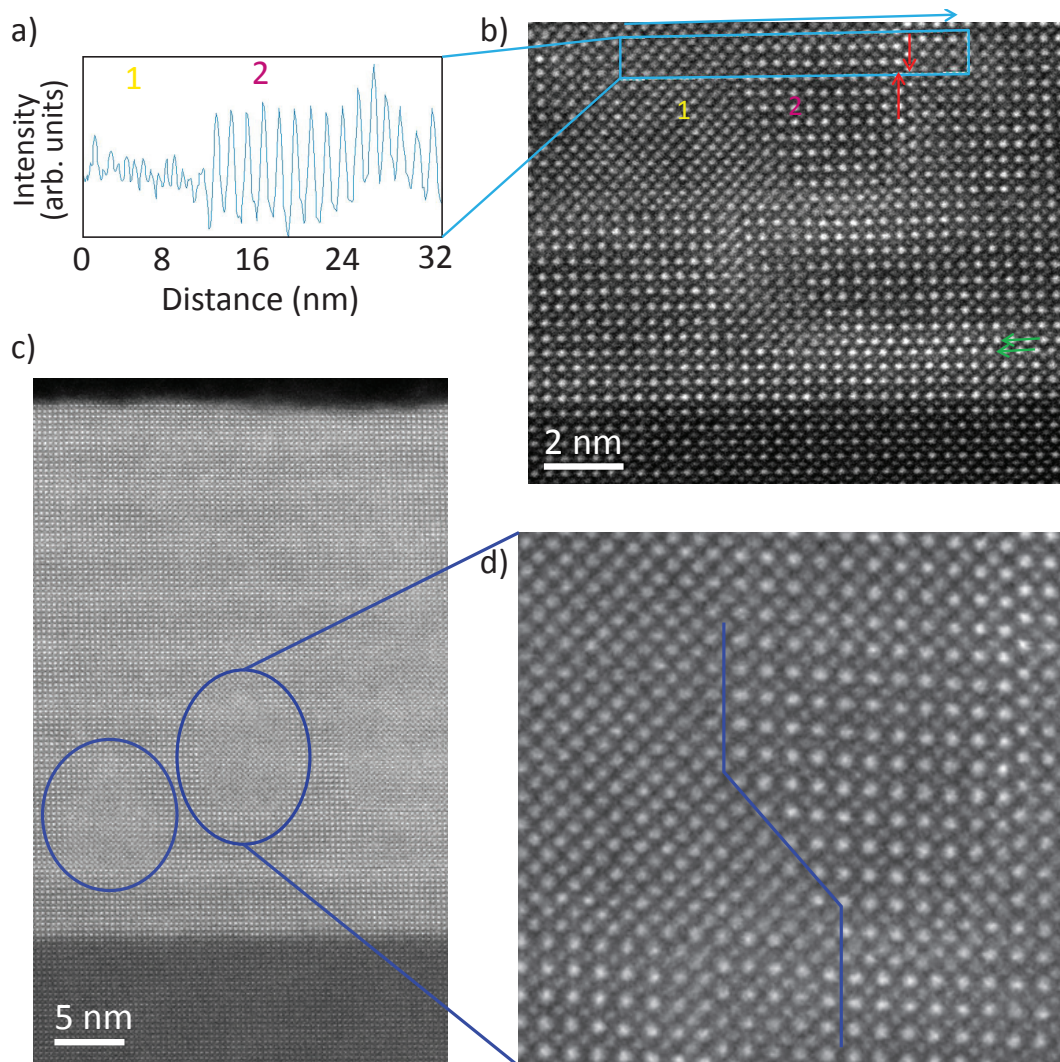 a)
1
2
Intensity
(arb. units)
0 8 16 24 32
Distance (nm)
b)
1
2
2 nm
c)
5 nm
d)